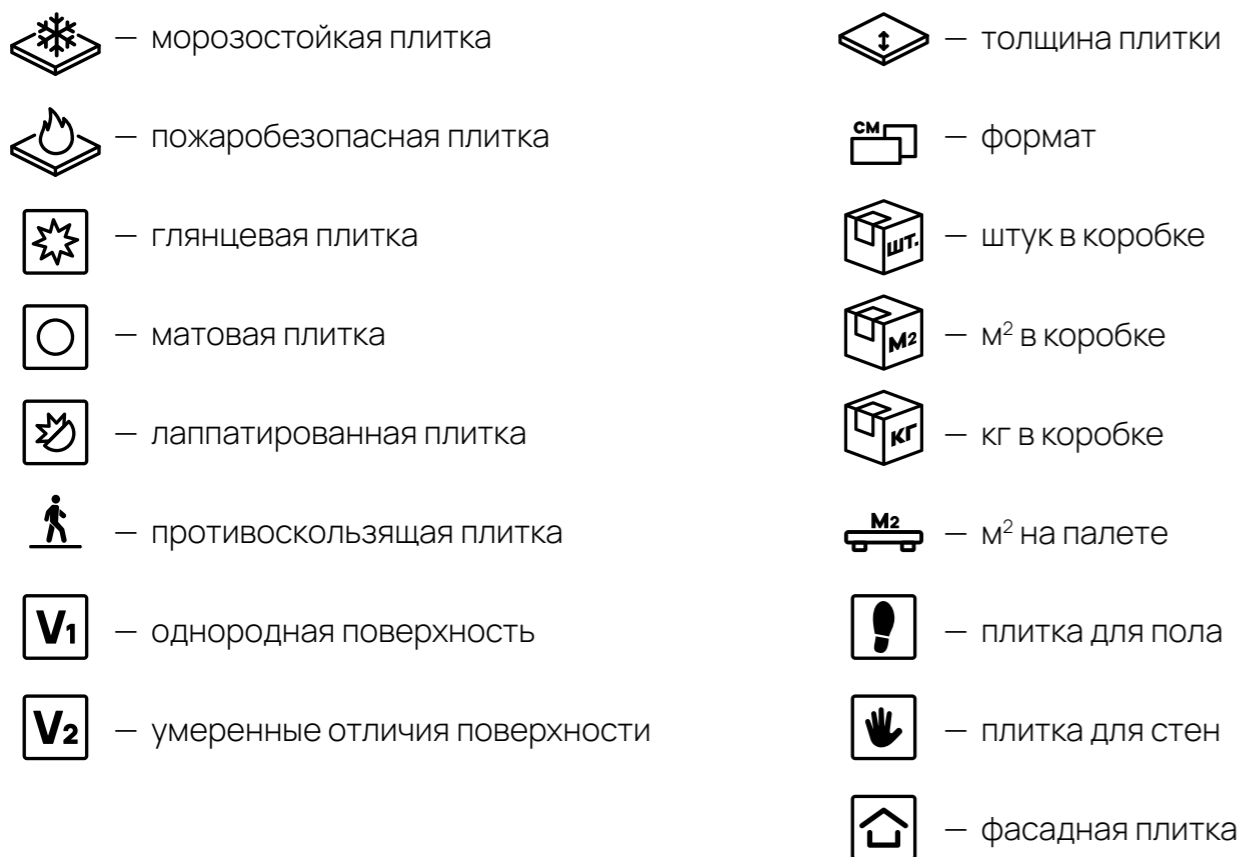 — морозостойкая плитка
— пожаробезопасная плитка
— глянцевая плитка
— матовая плитка
— лаппатированная плитка
— противоскользящая плитка
V1 — однородная поверхность
V2 — умеренные отличия поверхности
— толщина плитки
СМ — формат
ШТ. — штук в коробке
М2 — м² в коробке
КГ — кг в коробке
М2 — м² на палете
— плитка для пола
— плитка для стен
— фасадная плитка